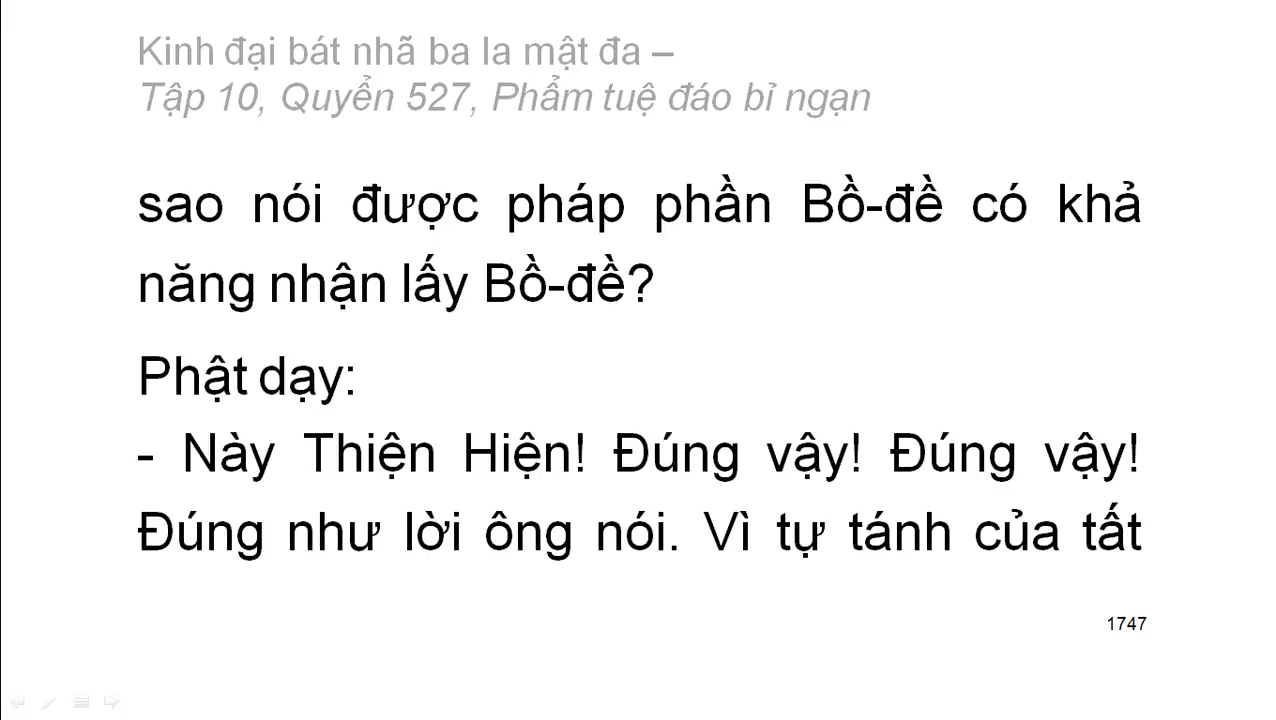 Kinh đại bát nhã ba la mật đa –
Tập 10, Quyển 527, Phẩm tuệ đáo bỉ ngạn
sao nói được pháp phần Bồ-đề có khả
năng nhận lấy Bồ-đề?
Phật dạy:
- Này Thiện Hiện! Đúng vậy! Đúng vậy!
Đúng như lời ông nói. Vì tự tánh của tất
1747